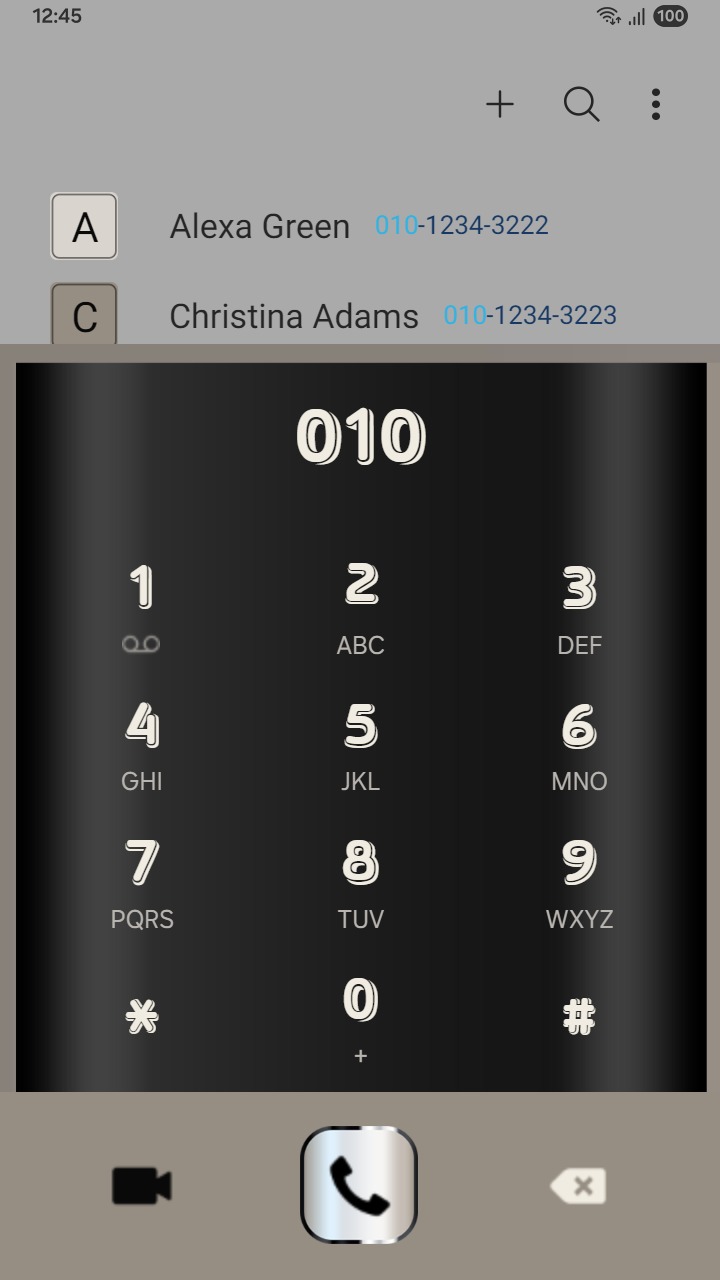 12:45 100
A Alexa Green 010-1234-3222
C Christina Adams 010-1234-3223
010
1 2 3
ABC DEF
4 5 6
GHI JKL MNO
7 8 9
PQRS TUV WXYZ
* 0 #
+